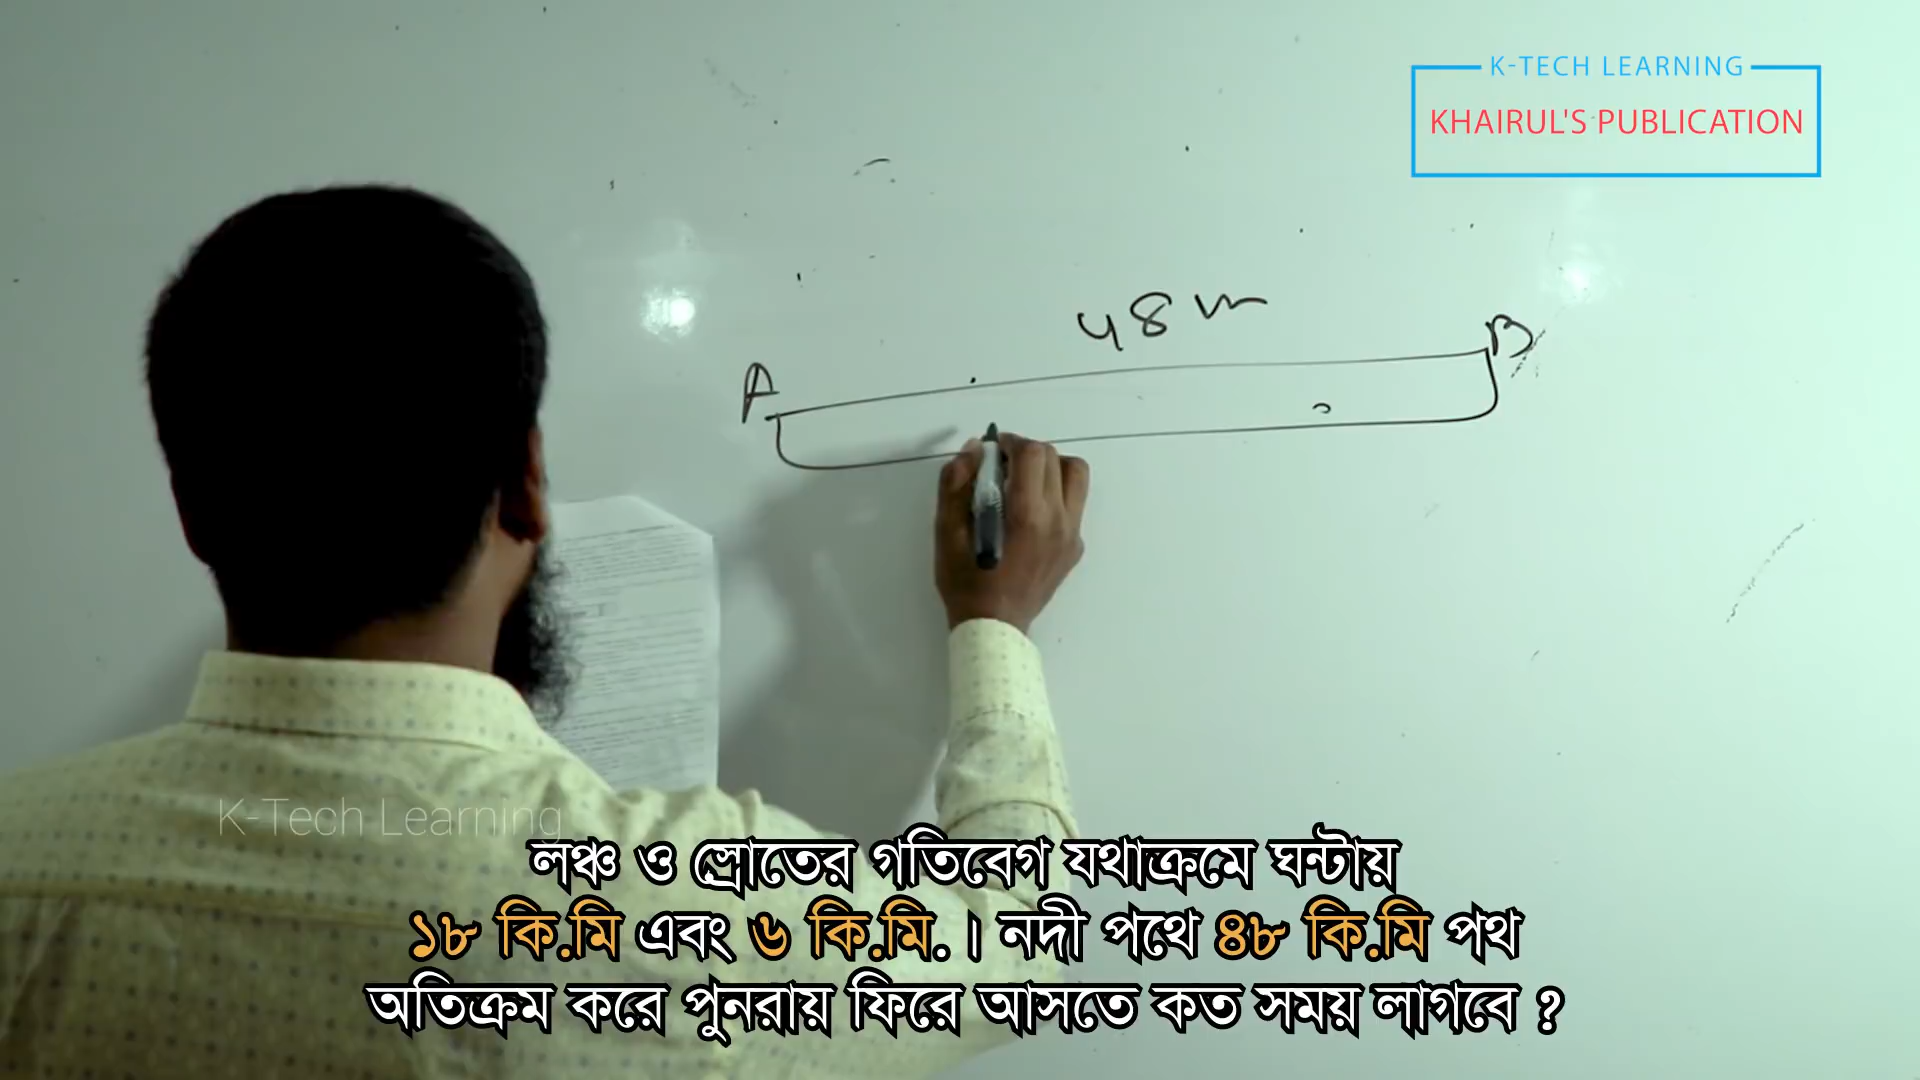 K-TECH LEARNING
KHAIRUL'S PUBLICATION
48 m
A
B
K-Tech Learning
লঞ্চ ও স্রোতের গতিবেগ যথাক্রমে ঘন্টায়
১৮ কি.মি এবং ৬ কি.মি. । নদী পথে ৪৮ কি.মি পথ
অতিক্রম করে পুনরায় ফিরে আসতে কত সময় লাগবে ?